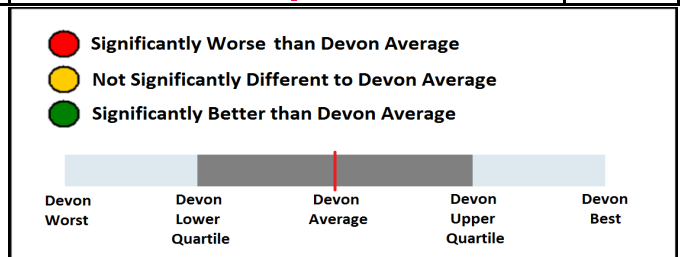 Significantly Worse than Devon Average
Not Significantly Different to Devon Average
Significantly Better than Devon Average
Devon Worst
Devon Lower Quartile
Devon Average
Devon Upper Quartile
Devon Best